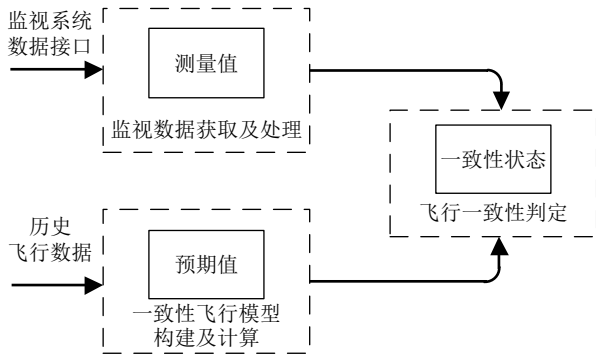 监视系统
数据接口
测量值
监视数据获取及处理
一致性状态
飞行一致性判定
历史
飞行数据
预期值
一致性飞行模型
构建及计算